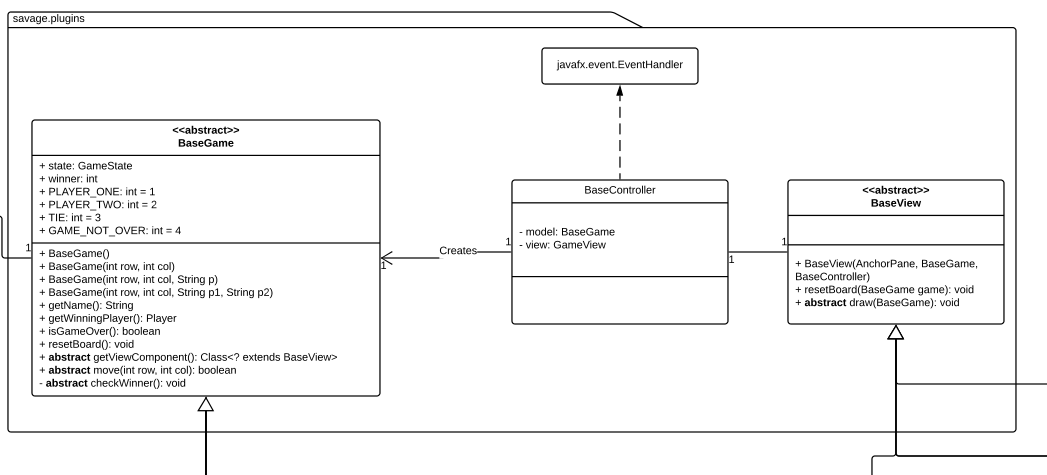 savage.plugins
javafx.event.EventHandler
<<abstract>>
BaseGame
+ state: GameState
+ winner: int
+ PLAYER_ONE: int = 1
+ PLAYER_TWO: int = 2
+ TIE: int = 3
+ GAME_NOT_OVER: int = 4
+ BaseGame()
+ BaseGame(int row, int col)
+ BaseGame(int row, int col, String p)
+ BaseGame(int row, int col, String p1, String p2)
+ getName(): String
+ getWinningPlayer(): Player
+ isGameOver(): boolean
+ resetBoard(): void
+ abstract getViewComponent(): Class<? extends BaseView>
+ abstract move(int row, int col): boolean
- abstract checkWinner(): void
1
1
Creates
1
BaseController
- model: BaseGame
- view: GameView
1
1
<<abstract>>
BaseView
+ BaseView(AnchorPane, BaseGame,
BaseController)
+ resetBoard(BaseGame game): void
+ abstract draw(BaseGame): void